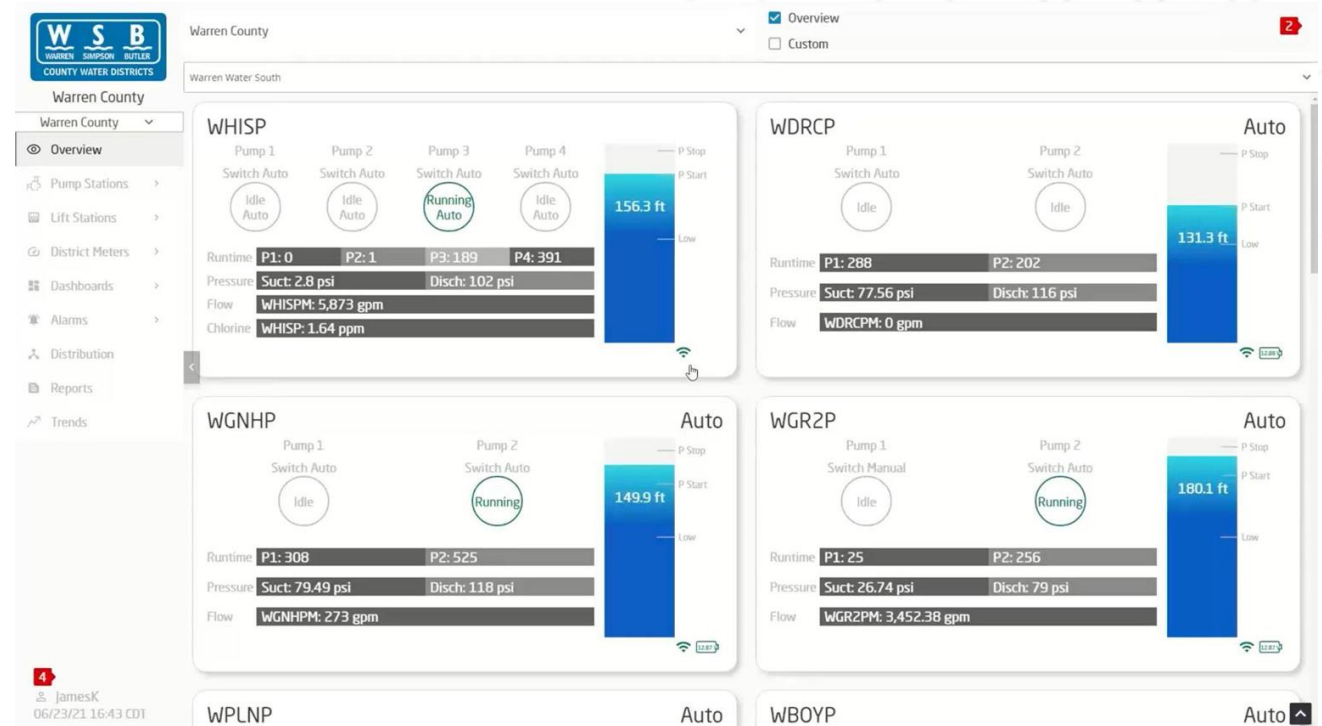 W S B
WARREN SIMPSON BUTLER
COUNTY WATER DISTRICTS
Warren County
Warren County
Overview
Pump Stations
Lift Stations
District Meters
Dashboards
Alarms
Distribution
Reports
Trends
4
JamesK
06/23/21 16:43 CDT
Warren County
Overview
Custom
2
Warren Water South
WHISP
Pump 1 Pump 2 Pump 3 Pump 4
Switch Auto Switch Auto Switch Auto Switch Auto
Idle Idle Running Idle
Auto Auto Auto Auto
Runtime P1: 0 P2: 1 P3: 189 P4: 391
Pressure Suct: 2.8 psi Disch: 102 psi
Flow WHISPM: 5,873 gpm
Chlorine WHISP: 1.64 ppm
P Stop
P Start
156.3 ft
Low
WDRCP Auto
Pump 1 Pump 2
Switch Auto Switch Auto
Idle Idle
Runtime P1: 288 P2: 202
Pressure Suct: 77.56 psi Disch: 116 psi
Flow WDRCPM: 0 gpm
P Stop
P Start
131.3 ft
Low
WGNHP Auto
Pump 1 Pump 2
Switch Auto Switch Auto
Idle Running
Runtime P1: 308 P2: 525
Pressure Suct: 79.49 psi Disch: 118 psi
Flow WGNHPM: 273 gpm
P Stop
P Start
149.9 ft
Low
WGR2P Auto
Pump 1 Pump 2
Switch Manual Switch Auto
Idle Running
Runtime P1: 25 P2: 256
Pressure Suct: 26.74 psi Disch: 79 psi
Flow WGR2PM: 3,452.38 gpm
P Stop
P Start
180.1 ft
Low
WPLNP Auto
WBOYP Auto